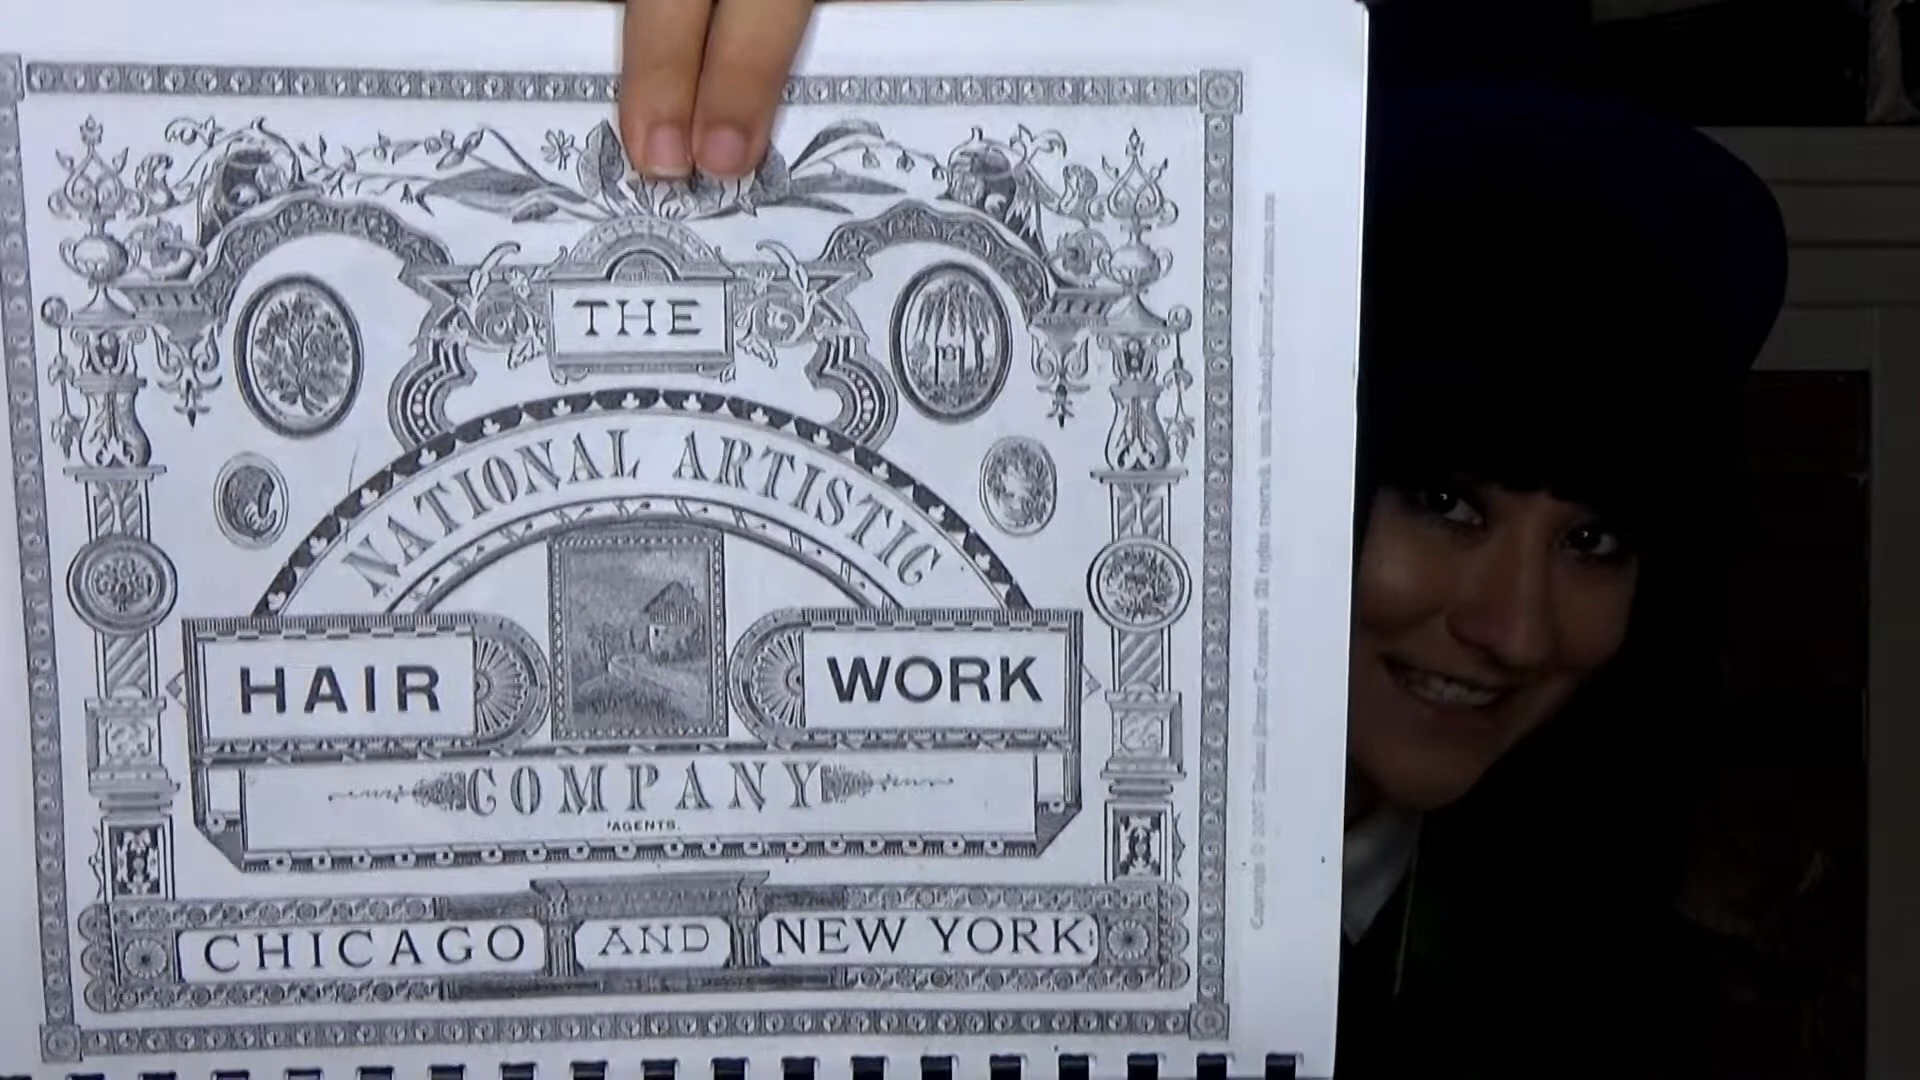 THE
NATIONAL ARTISTIC
HAIR WORK
COMPANY
AGENTS.
CHICAGO AND NEW YORK